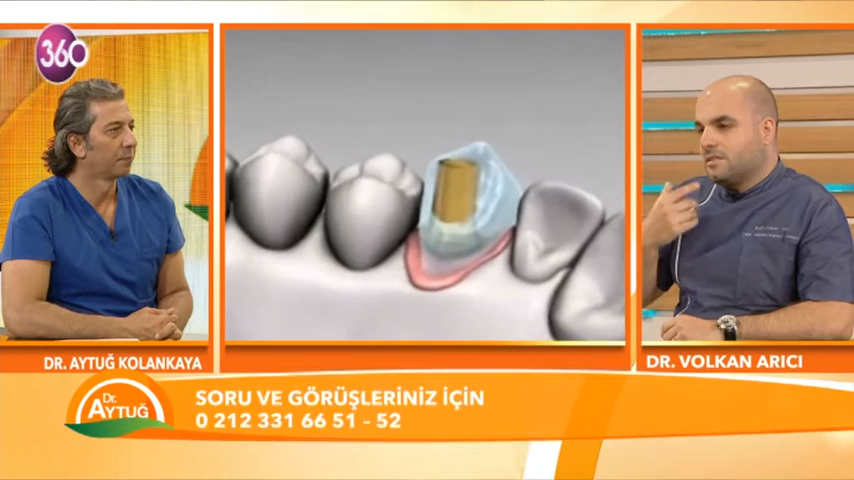 360
DR. AYTUĞ KOLANKAYA
DR. VOLKAN ARICI
Dr.
AYTUĞ
SORU VE GÖRÜŞLERİNİZ İÇİN
0 212 331 66 51 - 52